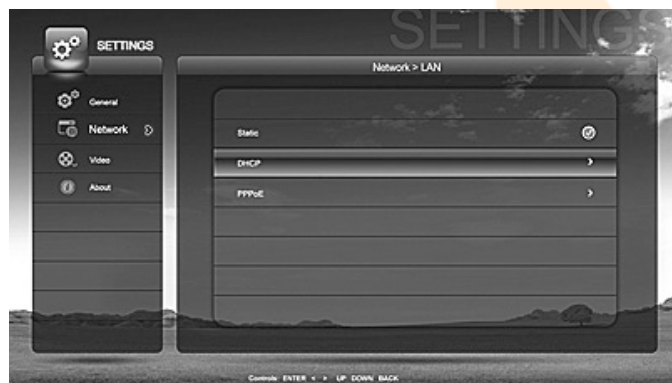 SETTINGS
SETTINGS
Network > LAN
General
Network
Video
About
Static
DHCP
PPPoE
Controls: ENTER < > UP DOWN BACK